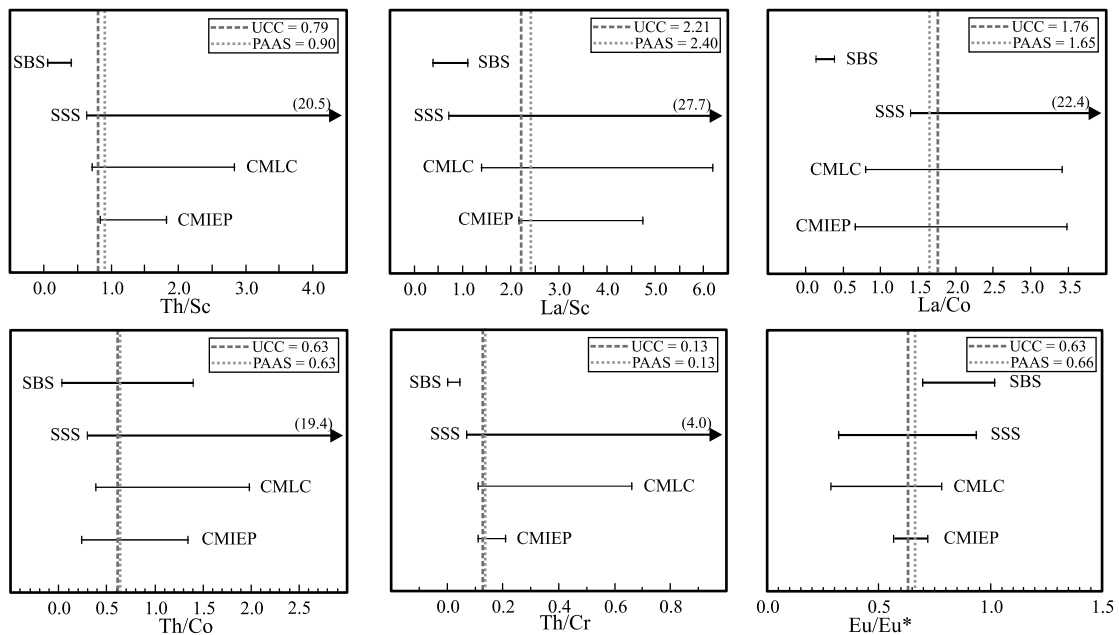 UCC = 0.79
PAAS = 0.90
SBS
(20.5)
SSS
CMLC
CMIEP
0.0 1.0 2.0 3.0 4.0
Th/Sc
UCC = 2.21
PAAS = 2.40
SBS
(27.7)
SSS
CMLC
CMIEP
0.0 1.0 2.0 3.0 4.0 5.0 6.0
La/Sc
UCC = 1.76
PAAS = 1.65
SBS
(22.4)
SSS
CMLC
CMIEP
0.0 0.5 1.0 1.5 2.0 2.5 3.0 3.5
La/Co
UCC = 0.63
PAAS = 0.63
SBS
(19.4)
SSS
CMLC
CMIEP
0.0 0.5 1.0 1.5 2.0 2.5
Th/Co
UCC = 0.13
PAAS = 0.13
SBS
(4.0)
SSS
CMLC
CMIEP
0.0 0.2 0.4 0.6 0.8
Th/Cr
UCC = 0.63
PAAS = 0.66
SBS
SSS
CMLC
CMIEP
0.0 0.5 1.0 1.5
Eu/Eu*